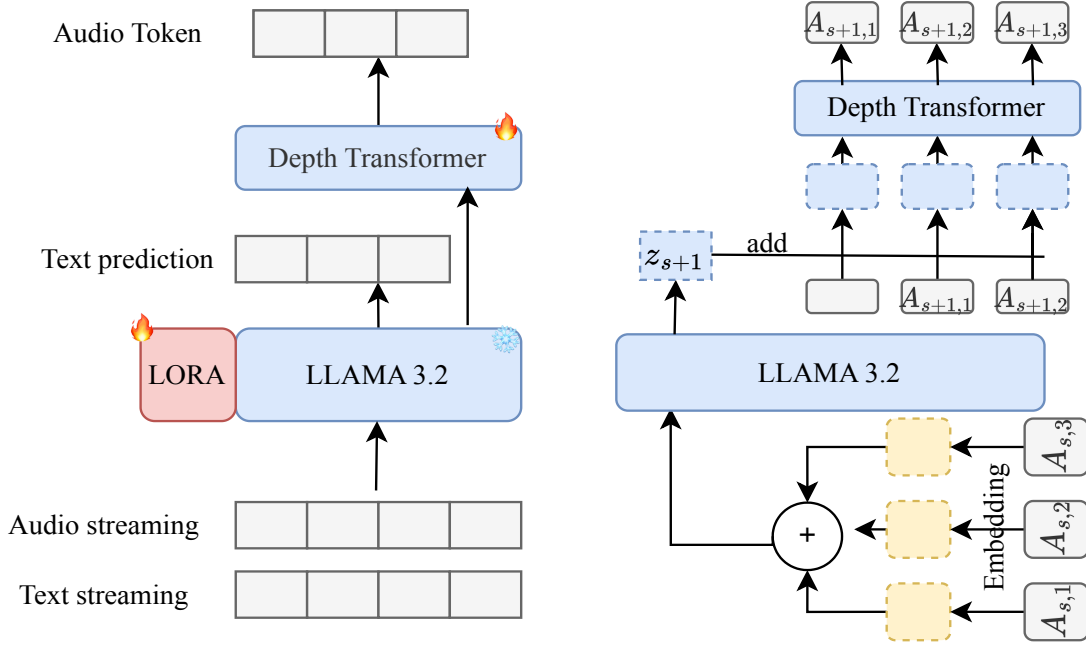 Audio Token
Depth Transformer
Text prediction
LORA
LLAMA 3.2
Audio streaming
Text streaming
A_{s+1,1}
A_{s+1,2}
A_{s+1,3}
Depth Transformer
z_{s+1}
add
A_{s+1,1}
A_{s+1,2}
LLAMA 3.2
A_{s,3}
+
Embedding
A_{s,2}
A_{s,1}